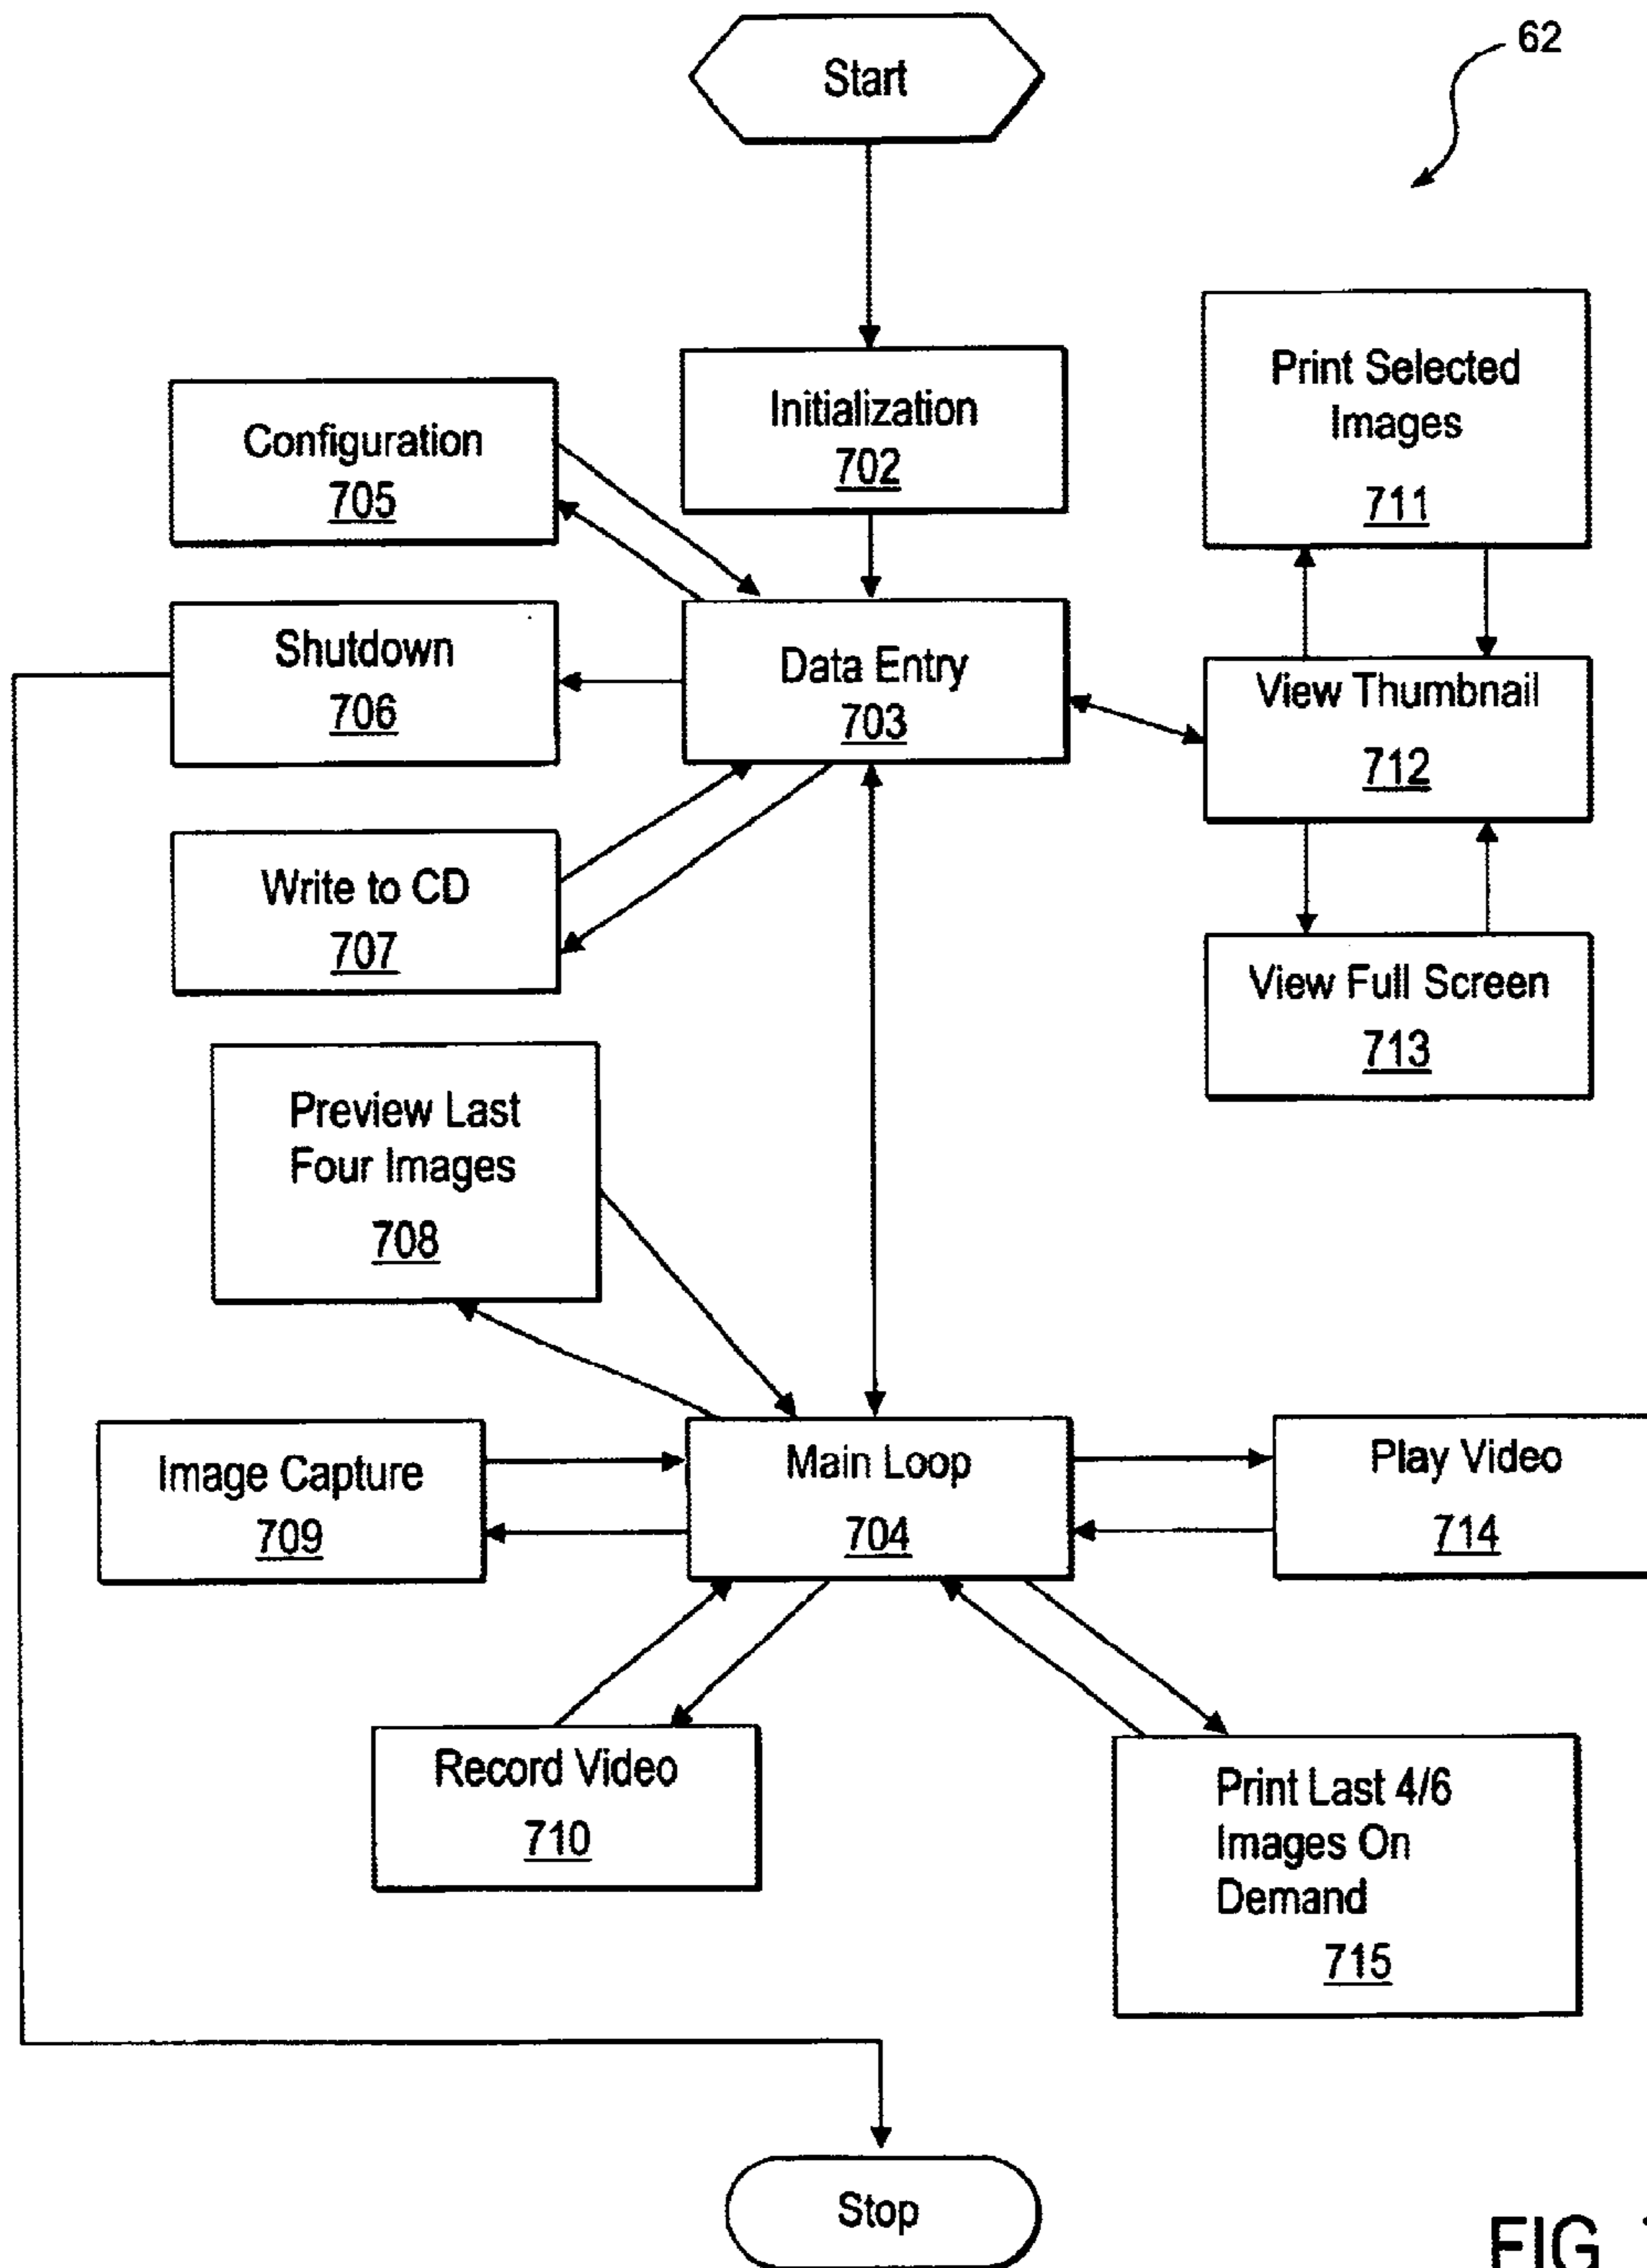 Start
62
Initialization
702
Print Selected
Images
711
Configuration
705
Shutdown
706
Data Entry
703
View Thumbnail
712
Write to CD
707
View Full Screen
713
Preview Last
Four Images
708
Image Capture
709
Main Loop
704
Play Video
714
Record Video
710
Print Last 4/6
Images On
Demand
715
Stop
FIG.